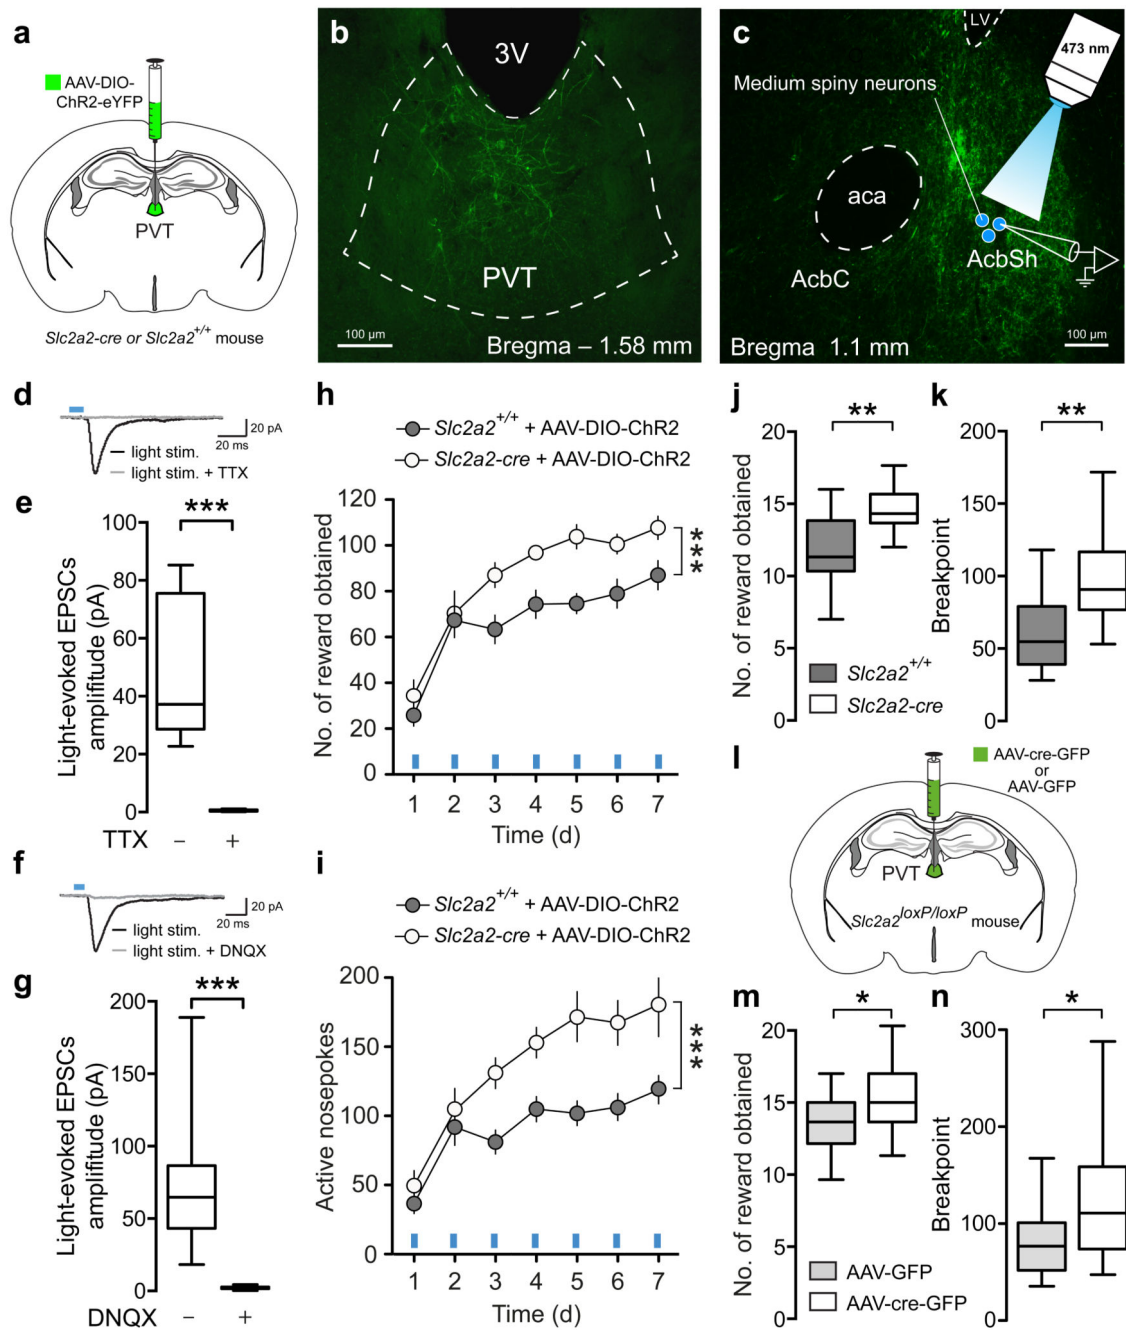 a
AAV-DIO-
ChR2-eYFP
PVT
Slc2a2-cre or Slc2a2+/+ mouse
b
3V
PVT
100 µm
Bregma – 1.58 mm
c
LV
473 nm
Medium spiny neurons
aca
AcbSh
AcbC
Bregma 1.1 mm
100 µm
d
20 pA
20 ms
light stim.
light stim. + TTX
e
***
Light-evoked EPSCs
amplifitude (pA)
100
80
60
40
20
0
TTX
–
+
f
20 pA
20 ms
light stim.
light stim. + DNQX
g
***
Light-evoked EPSCs
amplifitude (pA)
200
150
100
50
0
DNQX
–
+
h
Slc2a2+/+ + AAV-DIO-ChR2
Slc2a2-cre + AAV-DIO-ChR2
No. of reward obtained
120
100
80
60
40
20
0
***
1 2 3 4 5 6 7
Time (d)
i
Slc2a2+/+ + AAV-DIO-ChR2
Slc2a2-cre + AAV-DIO-ChR2
Active nosepokes
200
150
100
50
0
***
1 2 3 4 5 6 7
Time (d)
j
**
No. of reward obtained
20
15
10
5
0
Slc2a2+/+
Slc2a2-cre
k
**
Breakpoint
200
150
100
50
0
l
AAV-cre-GFP
or
AAV-GFP
PVT
Slc2a2loxP/loxP mouse
m
*
No. of reward obtained
20
15
10
5
0
AAV-GFP
AAV-cre-GFP
n
*
Breakpoint
300
200
100
0